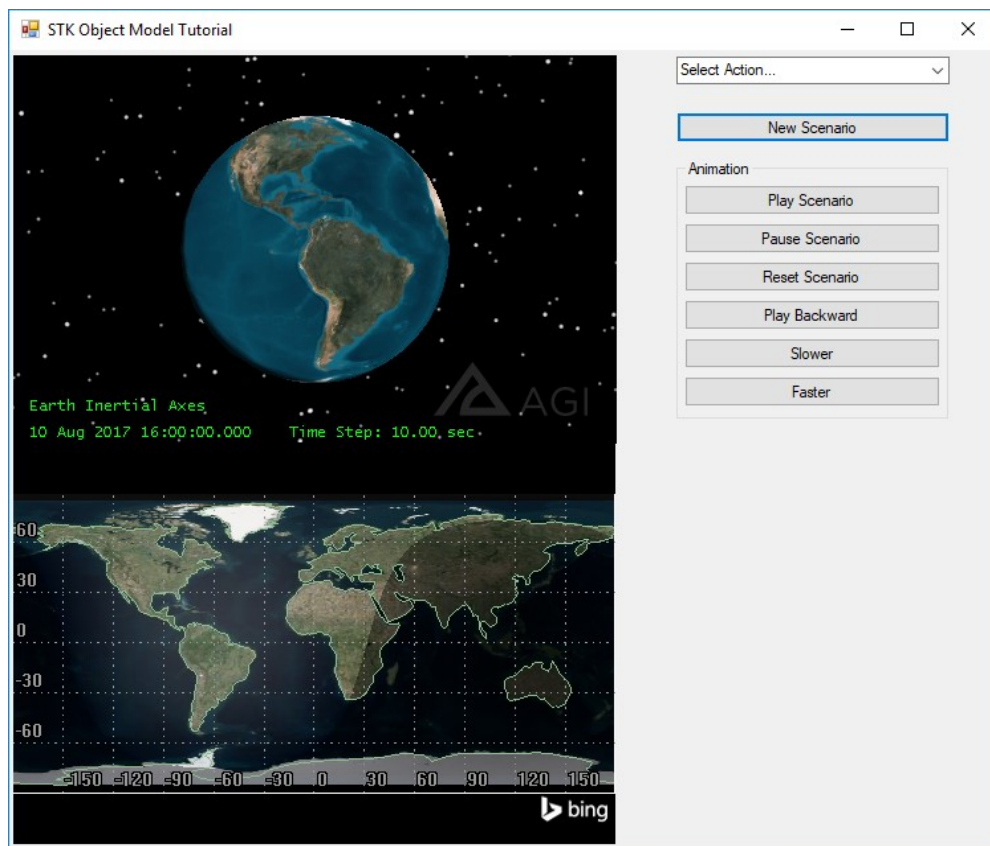 STK Object Model Tutorial
Select Action...
New Scenario
Animation
Play Scenario
Pause Scenario
Reset Scenario
Play Backward
Slower
Faster
AGI
Earth Inertial Axes
10 Aug 2017 16:00:00.000 Time Step: 10.00 sec
60
30
0
-30
-60
-150 -120 -90 -60 -30 0 30 60 90 120 150
bing